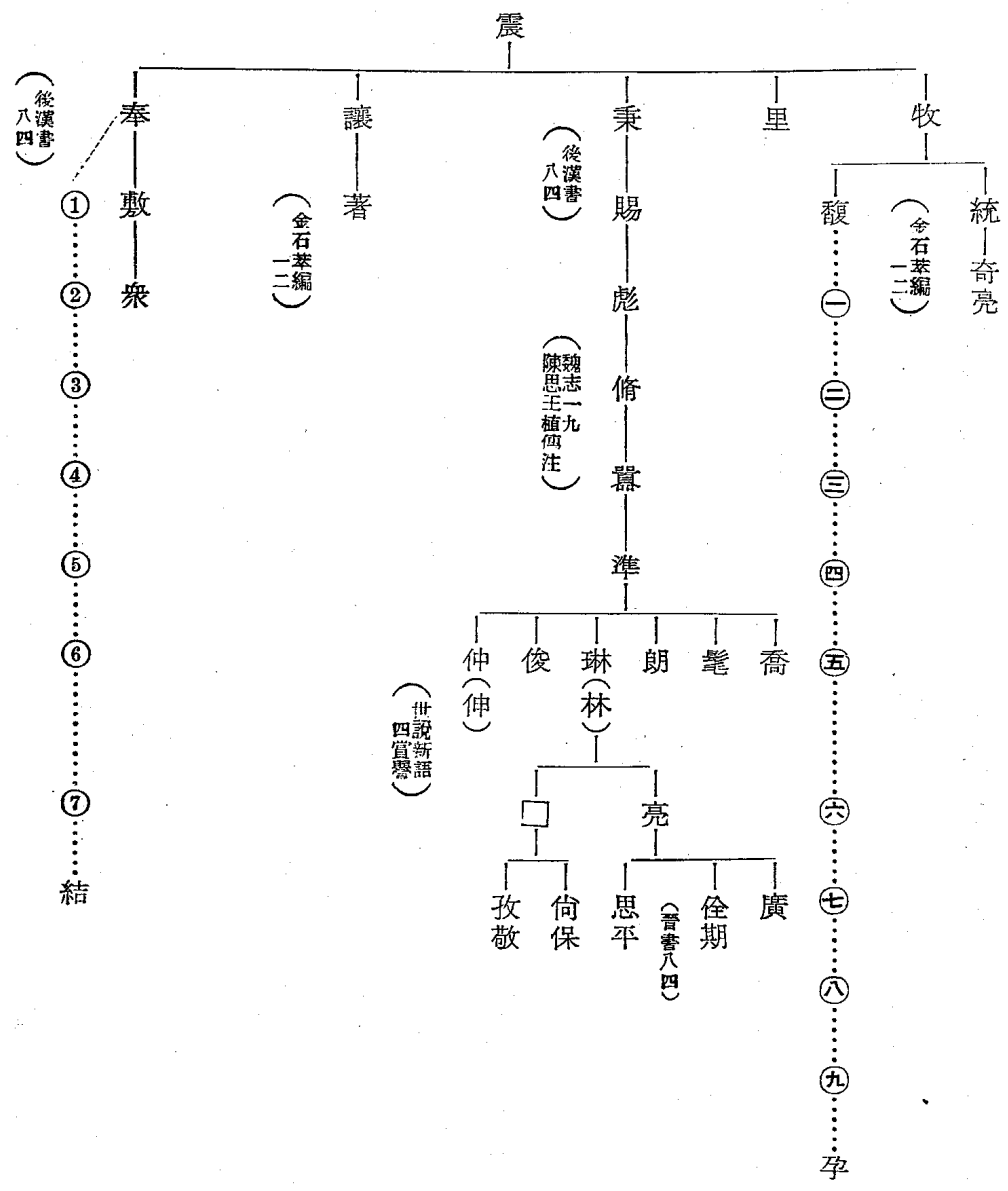 震
牧
里
秉
讓
奉
(後漢書八四)
統
奇亮
(金石萃編一二)
馥
㊀
㊁
㊂
㊃
㊄
㊅
㊆
㊇
㊈
孕
賜
(後漢書八四)
彪
脩
囂
準
(魏志一九陳思王植傳注)
喬
髦
朗
琳(林)
俊
仲(伸)
(世說新語四賞譽)
亮
□
廣
佺期
(晉書八四)
思平
尙保
孜敬
著
(金石萃編一二)
敷
衆
①
②
③
④
⑤
⑥
⑦
結